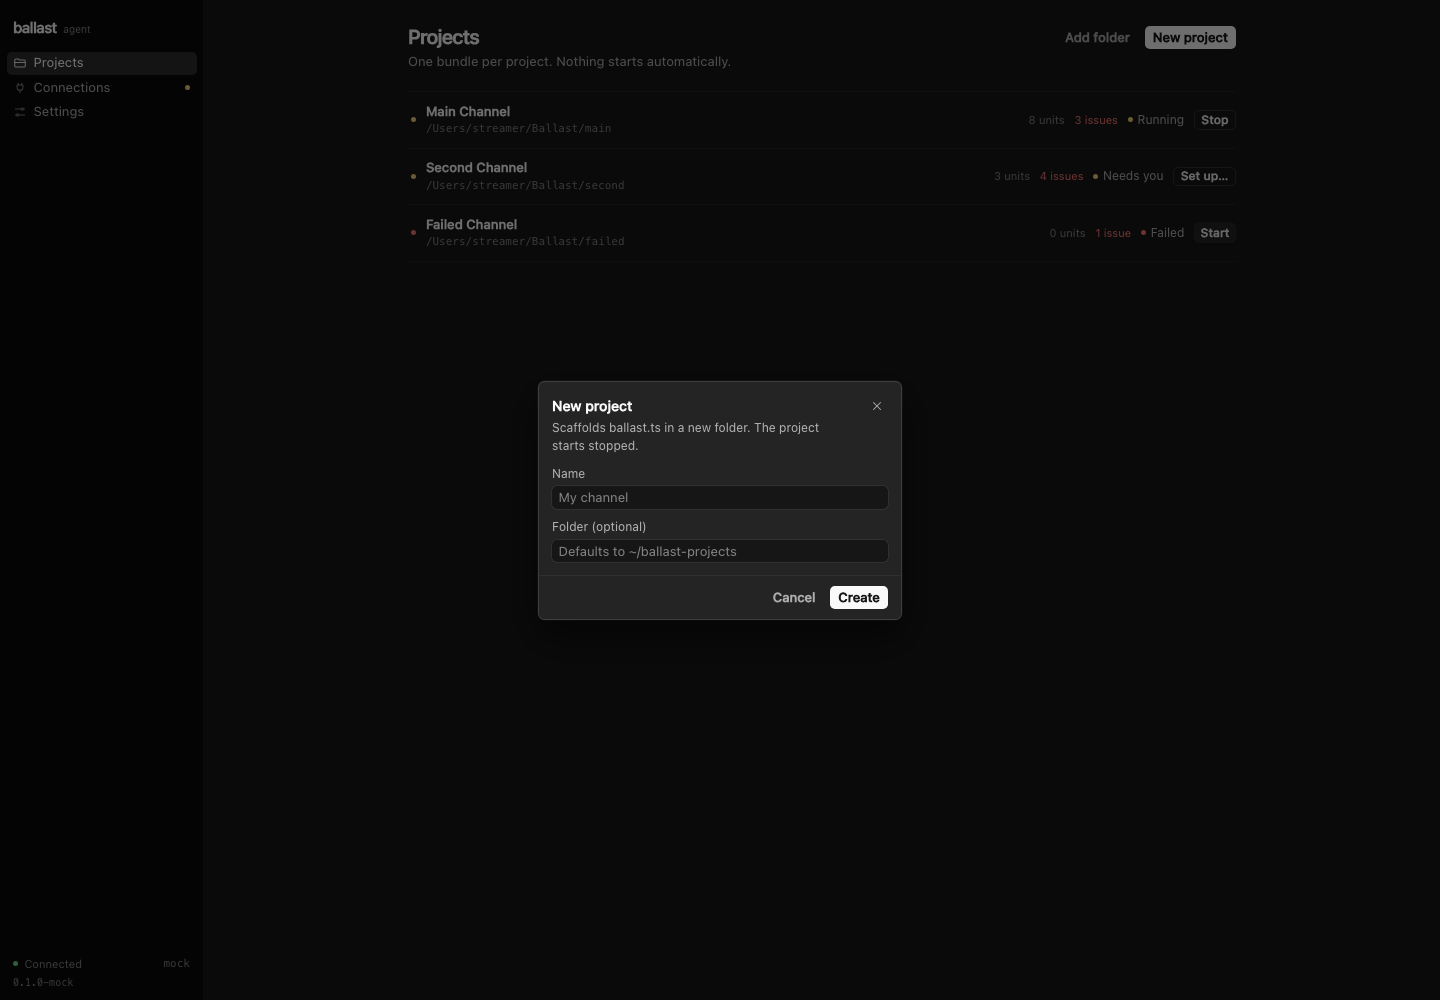 ballast agent
Projects
Connections
Settings
Projects
One bundle per project. Nothing starts automatically.
Add folder
New project
Main Channel
/Users/streamer/Ballast/main
8 units 3 issues Running Stop
Second Channel
/Users/streamer/Ballast/second
3 units 4 issues Needs you Set up...
Failed Channel
/Users/streamer/Ballast/failed
0 units 1 issue Failed Start
New project
Scaffolds ballast.ts in a new folder. The project
starts stopped.
Name
My channel
Folder (optional)
Defaults to ~/ballast-projects
Cancel
Create
Connected mock
0.1.0-mock